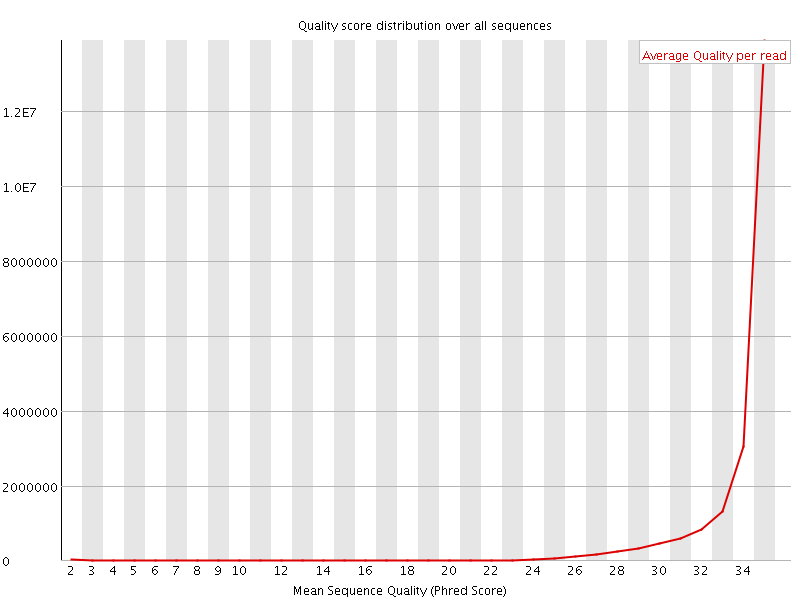 Quality score distribution over all sequences
Average Quality per read
1.2E7
1.0E7
8000000
6000000
4000000
2000000
0
2 3 4 5 6 7 8 9 10 12 14 16 18 20 22 24 26 28 30 32 34
Mean Sequence Quality (Phred Score)